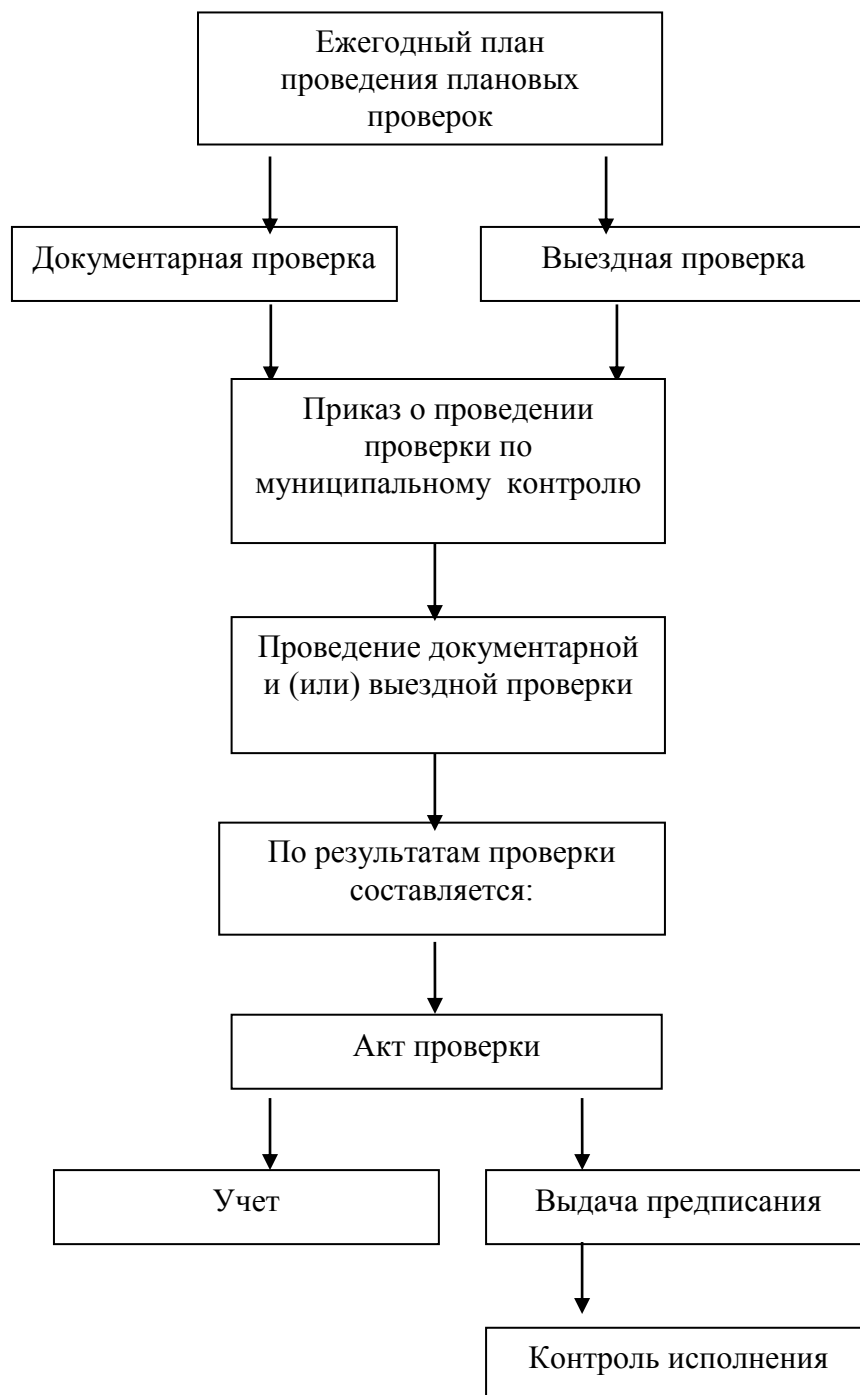 Ежегодный план
проведения плановых
проверок
Документарная проверка
Выездная проверка
Приказ о проведении
проверки по
муниципальному контролю
Проведение документарной
и (или) выездной проверки
По результатам проверки
составляется:
Акт проверки
Учет
Выдача предписания
Контроль исполнения